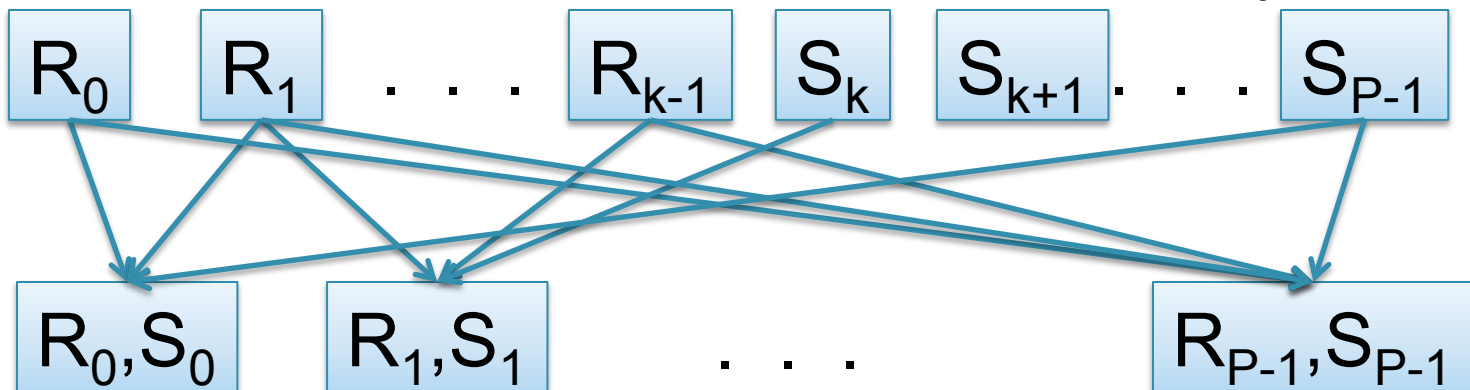 R0 R1 . . . Rk-1 Sk Sk+1 . . . SP-1
R0,S0 R1,S1 . . . RP-1,SP-1